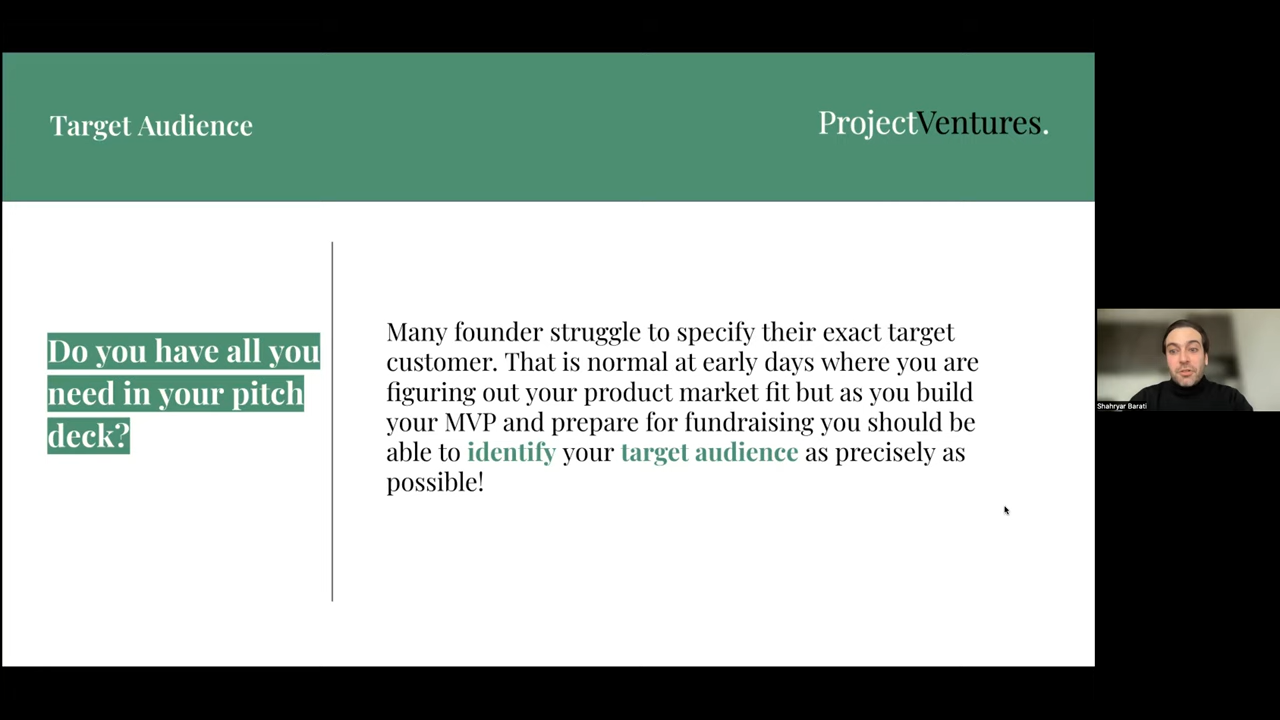 Target Audience
ProjectVentures.
Do you have all you
need in your pitch
deck?
Many founder struggle to specify their exact target
customer. That is normal at early days where you are
figuring out your product market fit but as you build
your MVP and prepare for fundraising you should be
able to identify your target audience as precisely as
possible!
Shahryar Barati